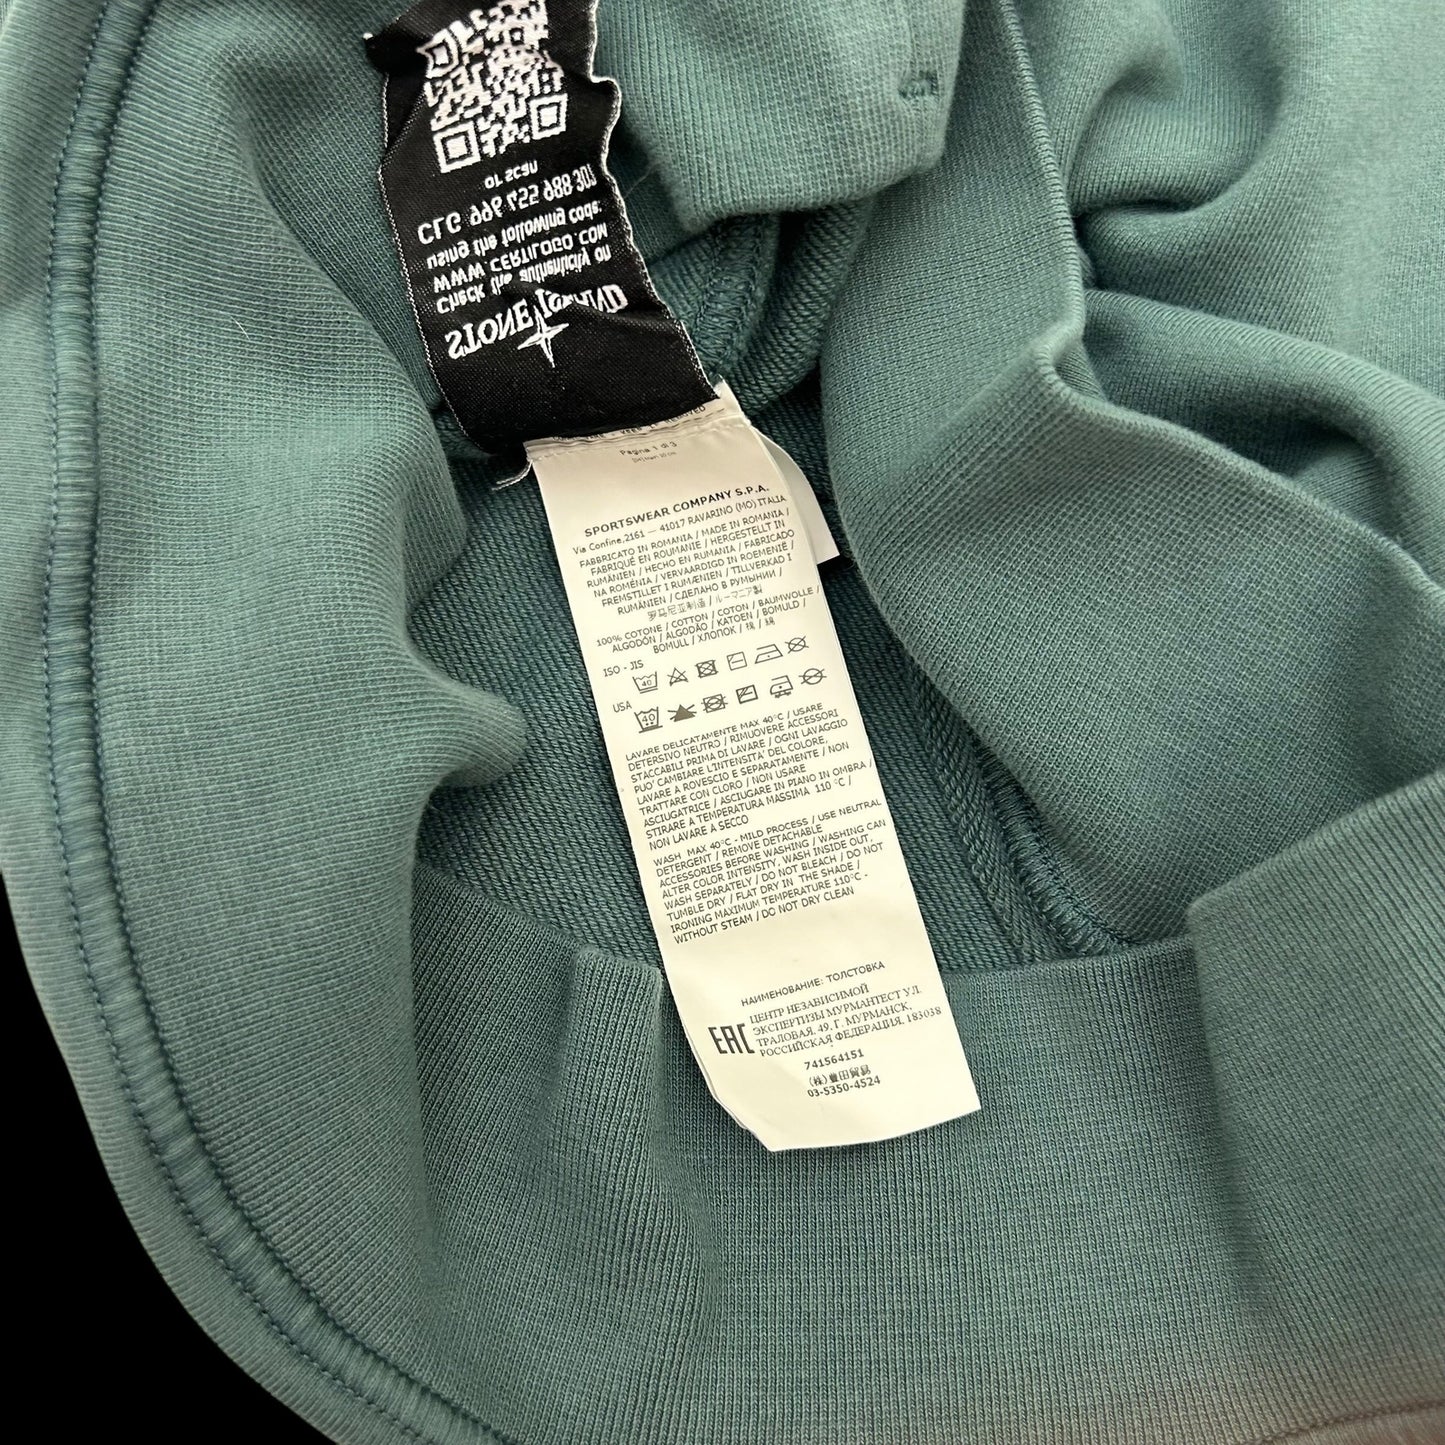 STONE ISLAND
Check the authenticity on
WWW.CERTILOGO.COM
using the following code:
CLG 996 455 988 301
or scan
Pagina 1 di 3
SPORTSWEAR COMPANY S.P.A.
Via Confine,2161 — 41017 RAVARINO (MO) ITALIA
FABBRICATO IN ROMANIA / MADE IN ROMANIA /
FABRIQUÉ EN ROUMANIE / HERGESTELLT IN
RUMÄNIEN / HECHO EN RUMANIA / FABRICADO
NA ROMÉNIA / VERVAARDIGD IN ROEMENIË /
FREMSTILLET I RUMÆNIEN / TILLVERKAD I
RUMÄNIEN / СДЕЛАНО В РУМЫНИИ /
罗马尼亚制造 / ルーマニア製
100% COTONE / COTTON / COTON / BAUMWOLLE /
ALGODÓN / ALGODÃO / KATOEN / BOMULD /
BOMULL / ХЛОПОК / 棉 / 綿
ISO - JIS
40
USA
40
LAVARE DELICATAMENTE MAX 40°C / USARE
DETERSIVO NEUTRO / RIMUOVERE ACCESSORI
STACCABILI PRIMA DI LAVARE / OGNI LAVAGGIO
PUO' CAMBIARE L'INTENSITA' DEL COLORE,
LAVARE A ROVESCIO E SEPARATAMENTE / NON
TRATTARE CON CLORO / NON USARE
ASCIUGATRICE / ASCIUGARE IN PIANO IN OMBRA /
STIRARE A TEMPERATURA MASSIMA 110 °C /
NON LAVARE A SECCO
WASH MAX 40°C - MILD PROCESS / USE NEUTRAL
DETERGENT / REMOVE DETACHABLE
ACCESSORIES BEFORE WASHING / WASHING CAN
ALTER COLOR INTENSITY, WASH INSIDE OUT,
WASH SEPARATELY / DO NOT BLEACH / DO NOT
TUMBLE DRY / FLAT DRY IN THE SHADE /
IRONING MAXIMUM TEMPERATURE 110°C -
WITHOUT STEAM / DO NOT DRY CLEAN
НАИМЕНОВАНИЕ: ТОЛСТОВКА
EAC
ЦЕНТР НЕЗАВИСИМОЙ
ЭКСПЕРТИЗЫ МУРМАНТЕСТ УЛ.
ТРАЛОВАЯ, 49, Г. МУРМАНСК,
РОССИЙСКАЯ ФЕДЕРАЦИЯ, 183038
741564151
(株)豊田貿易
03-5350-4524